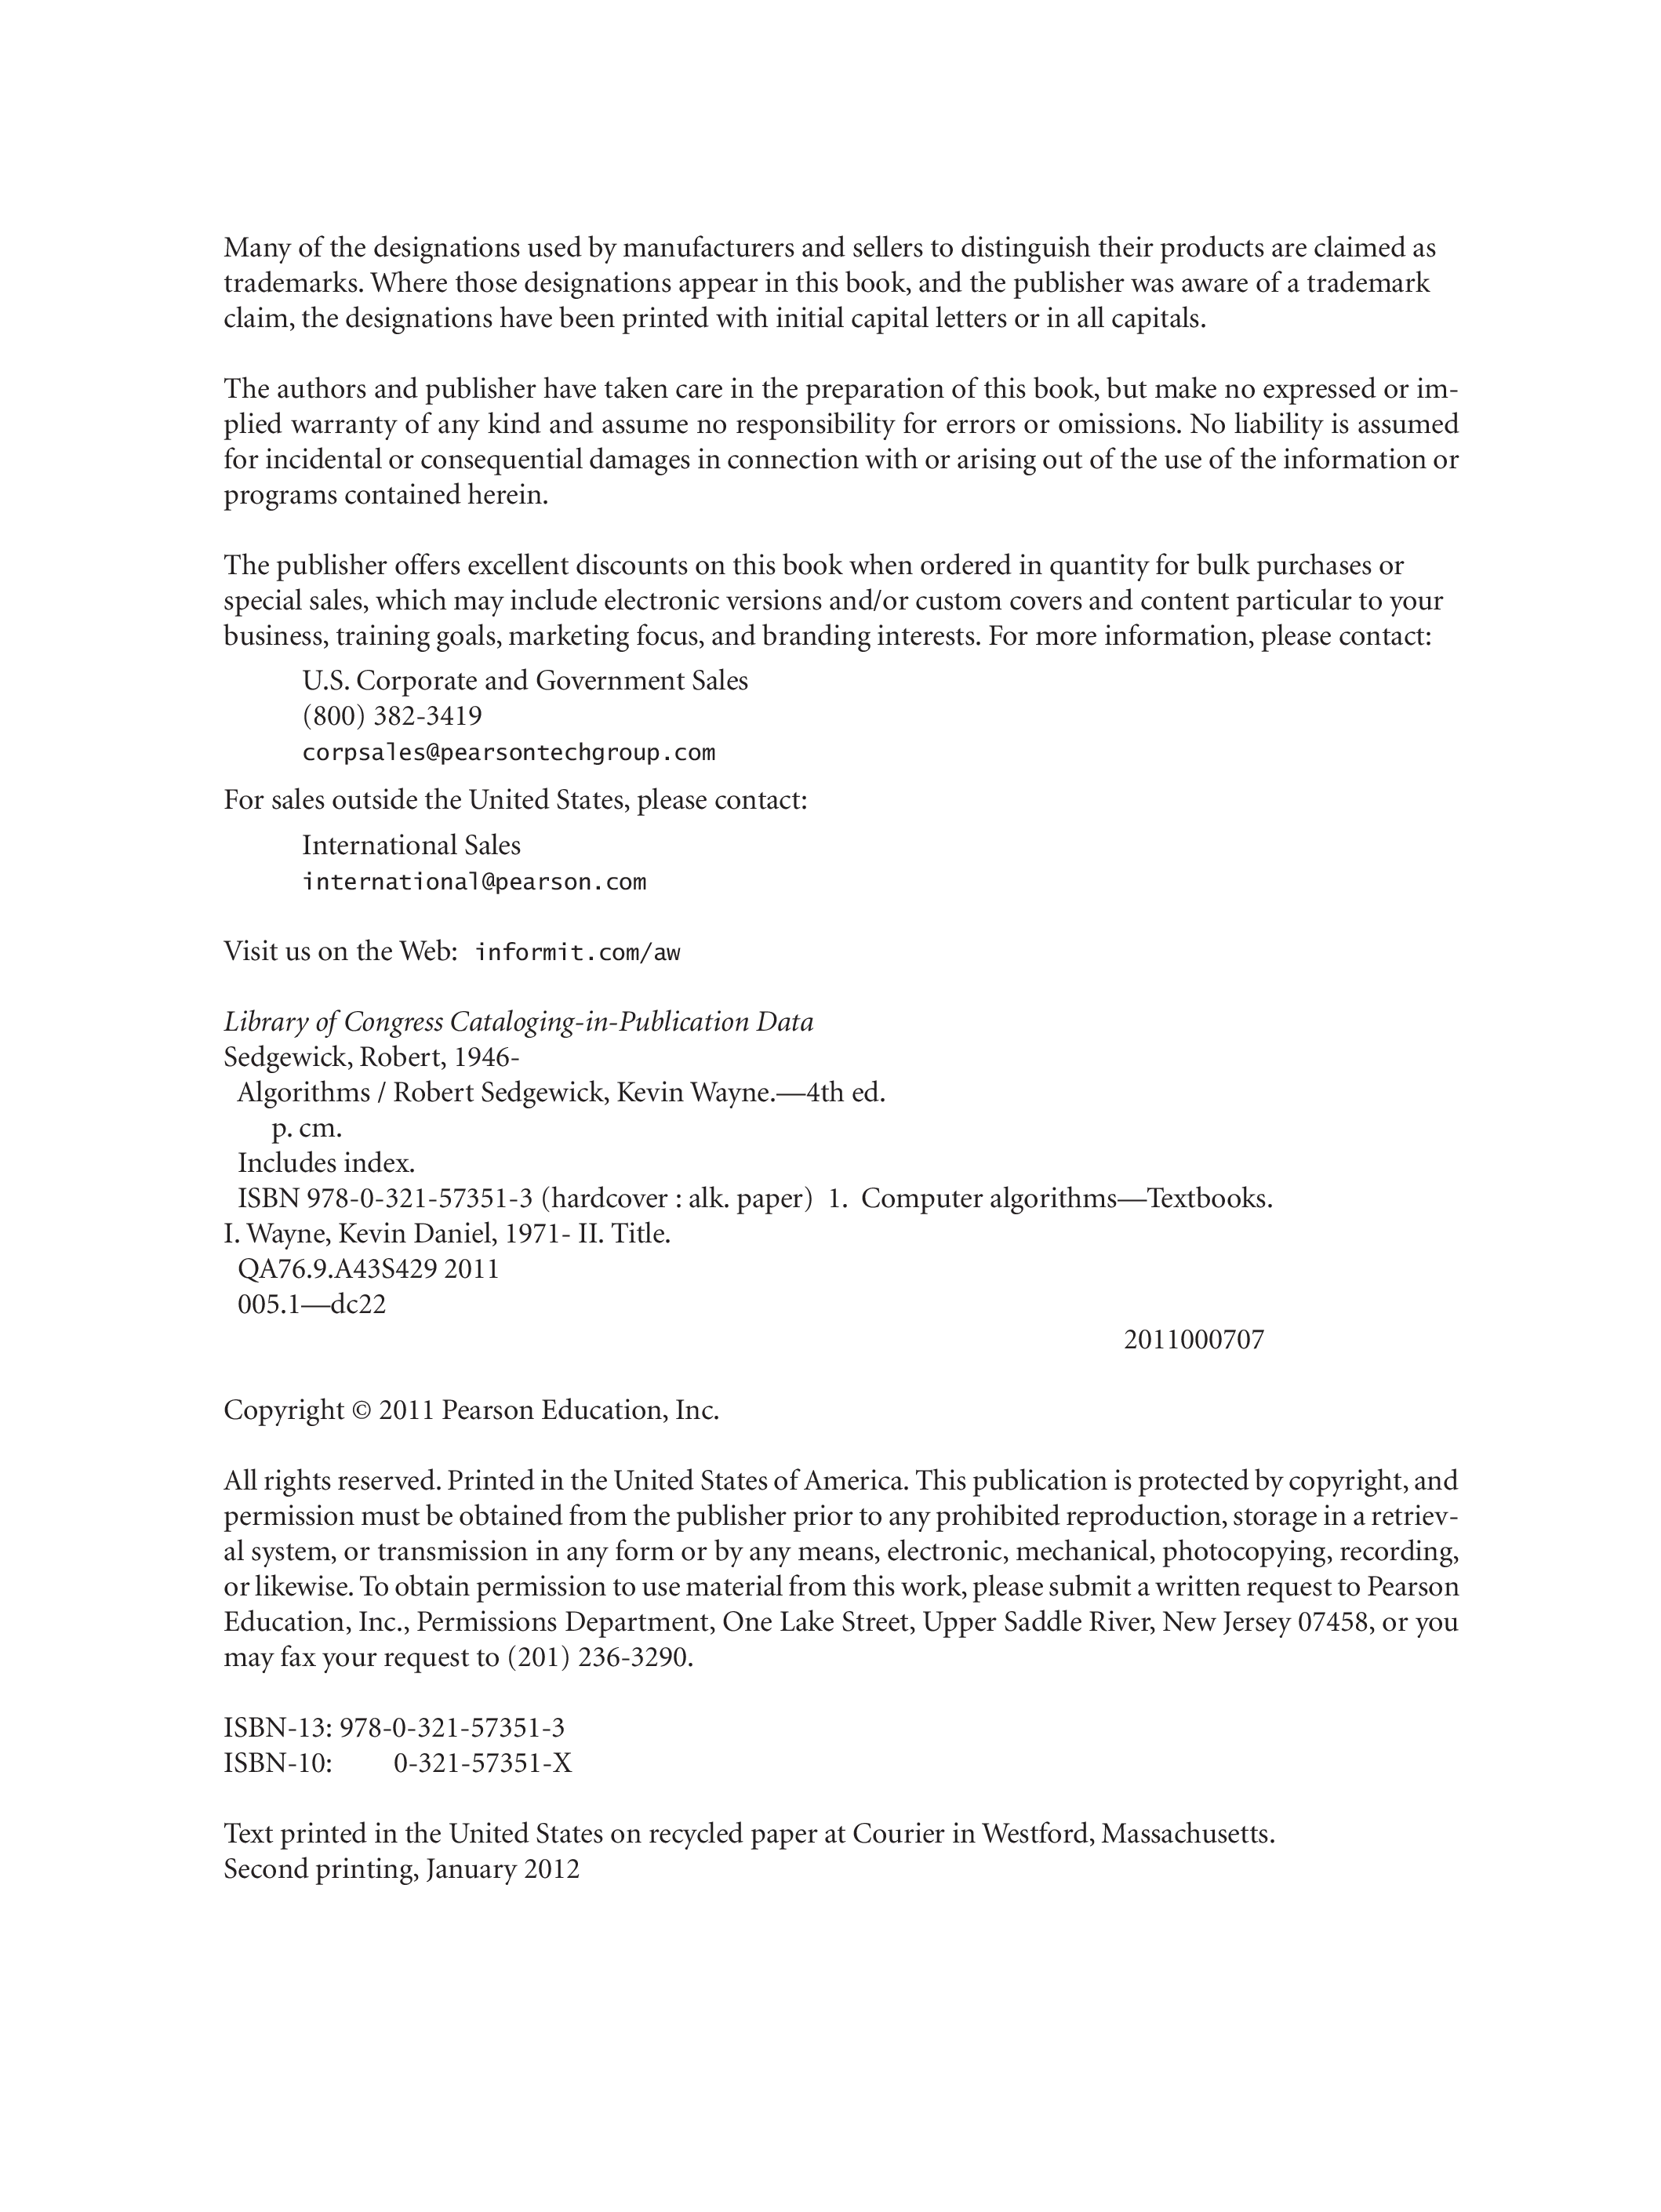 Many of the designations used by manufacturers and sellers to distinguish their products are claimed as
trademarks. Where those designations appear in this book, and the publisher was aware of a trademark
claim, the designations have been printed with initial capital letters or in all capitals.
The authors and publisher have taken care in the preparation of this book, but make no expressed or im-
plied warranty of any kind and assume no responsibility for errors or omissions. No liability is assumed
for incidental or consequential damages in connection with or arising out of the use of the information or
programs contained herein.
The publisher offers excellent discounts on this book when ordered in quantity for bulk purchases or
special sales, which may include electronic versions and/or custom covers and content particular to your
business, training goals, marketing focus, and branding interests. For more information, please contact:
U.S. Corporate and Government Sales
(800) 382-3419
corpsales@pearsontechgroup.com
For sales outside the United States, please contact:
International Sales
international@pearson.com
Visit us on the Web: informit.com/aw
Library of Congress Cataloging-in-Publication Data
Sedgewick, Robert, 1946-
Algorithms / Robert Sedgewick, Kevin Wayne.—4th ed.
p. cm.
Includes index.
ISBN 978-0-321-57351-3 (hardcover : alk. paper) 1. Computer algorithms—Textbooks.
I. Wayne, Kevin Daniel, 1971- II. Title.
QA76.9.A43S429 2011
005.1—dc22
2011000707
Copyright © 2011 Pearson Education, Inc.
All rights reserved. Printed in the United States of America. This publication is protected by copyright, and
permission must be obtained from the publisher prior to any prohibited reproduction, storage in a retriev-
al system, or transmission in any form or by any means, electronic, mechanical, photocopying, recording,
or likewise. To obtain permission to use material from this work, please submit a written request to Pearson
Education, Inc., Permissions Department, One Lake Street, Upper Saddle River, New Jersey 07458, or you
may fax your request to (201) 236-3290.
ISBN-13: 978-0-321-57351-3
ISBN-10: 0-321-57351-X
Text printed in the United States on recycled paper at Courier in Westford, Massachusetts.
Second printing, January 2012